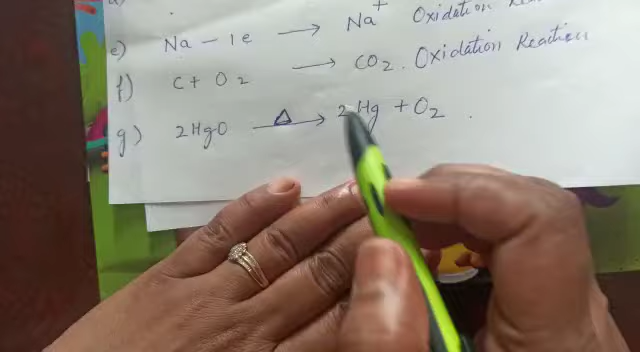 e) Na - 1e → Na⁺ Oxidation
f) C + O2 → CO2. Oxidation Reaction
g) 2HgO △→ 2Hg + O2.